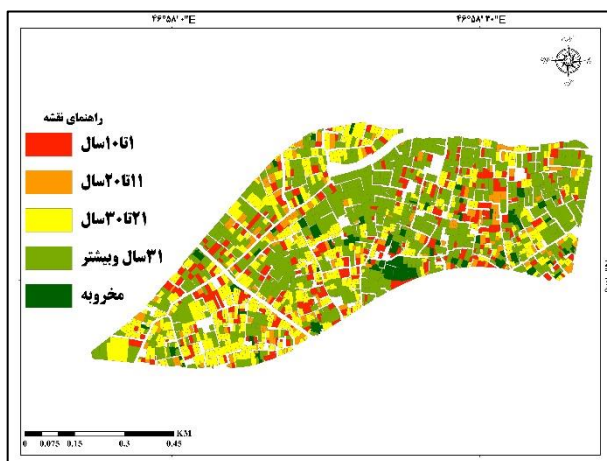 ۴۶°۵۸'۰"E
۴۶°۵۸'۳۰"E
راهنمای نقشه
۱تا۱۰سال
۱۱تا۲۰سال
۲۱تا۳۰سال
۳۱سال وبیشتر
مخروبه
KM
0 0.075 0.15 0.3 0.45